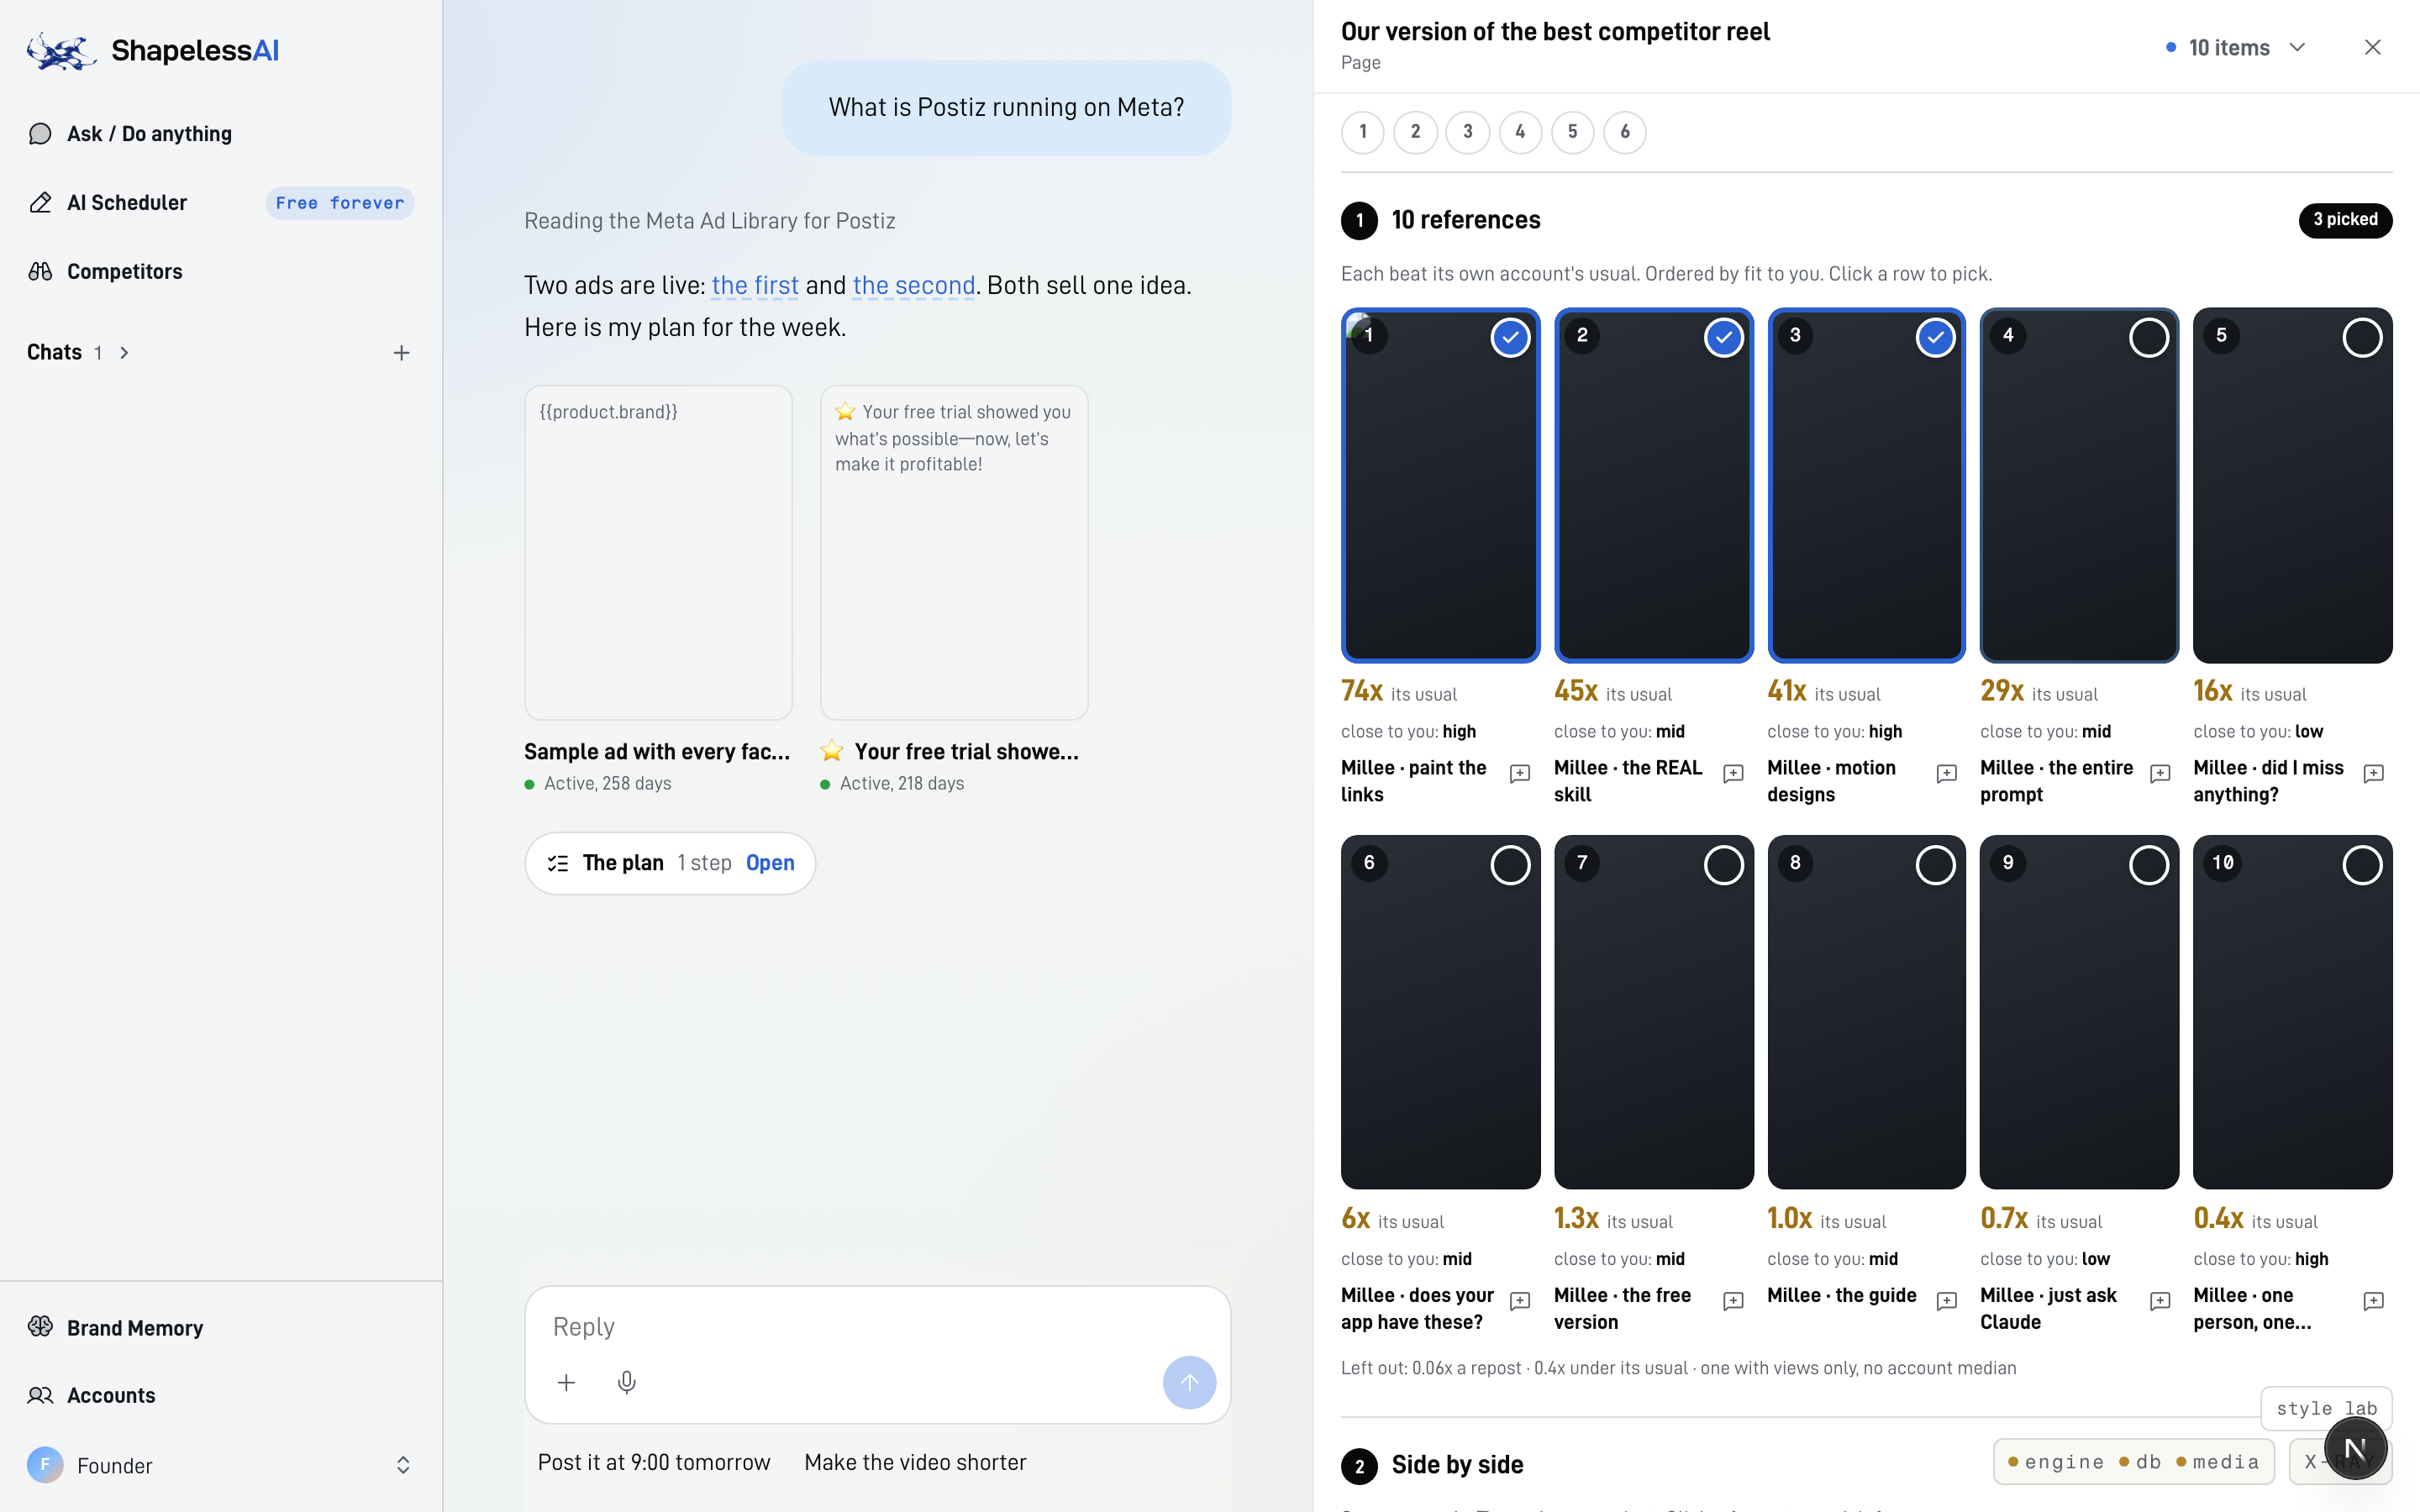 ShapelessAI
Ask / Do anything
AI Scheduler
Free forever
Competitors
Chats 1
Brand Memory
Accounts
F
Founder
What is Postiz running on Meta?
Reading the Meta Ad Library for Postiz
Two ads are live: the first and the second. Both sell one idea.
Here is my plan for the week.
{{product.brand}}
⭐ Your free trial showed you
what's possible—now, let's
make it profitable!
Sample ad with every fac...
Active, 258 days
⭐ Your free trial showe...
Active, 218 days
The plan 1 step Open
Reply
Post it at 9:00 tomorrow
Make the video shorter
Our version of the best competitor reel
Page
10 items
1 2 3 4 5 6
1 10 references
3 picked
Each beat its own account's usual. Ordered by fit to you. Click a row to pick.
1
2
3
4
5
74x its usual
close to you: high
Millee · paint the
links
45x its usual
close to you: mid
Millee · the REAL
skill
41x its usual
close to you: high
Millee · motion
designs
29x its usual
close to you: mid
Millee · the entire
prompt
16x its usual
close to you: low
Millee · did I miss
anything?
6
7
8
9
10
6x its usual
close to you: mid
Millee · does your
app have these?
1.3x its usual
close to you: mid
Millee · the free
version
1.0x its usual
close to you: mid
Millee · the guide
0.7x its usual
close to you: low
Millee · just ask
Claude
0.4x its usual
close to you: high
Millee · one
person, one...
Left out: 0.06x a repost · 0.4x under its usual · one with views only, no account median
style lab
2 Side by side
engine db media
X-RAY
N